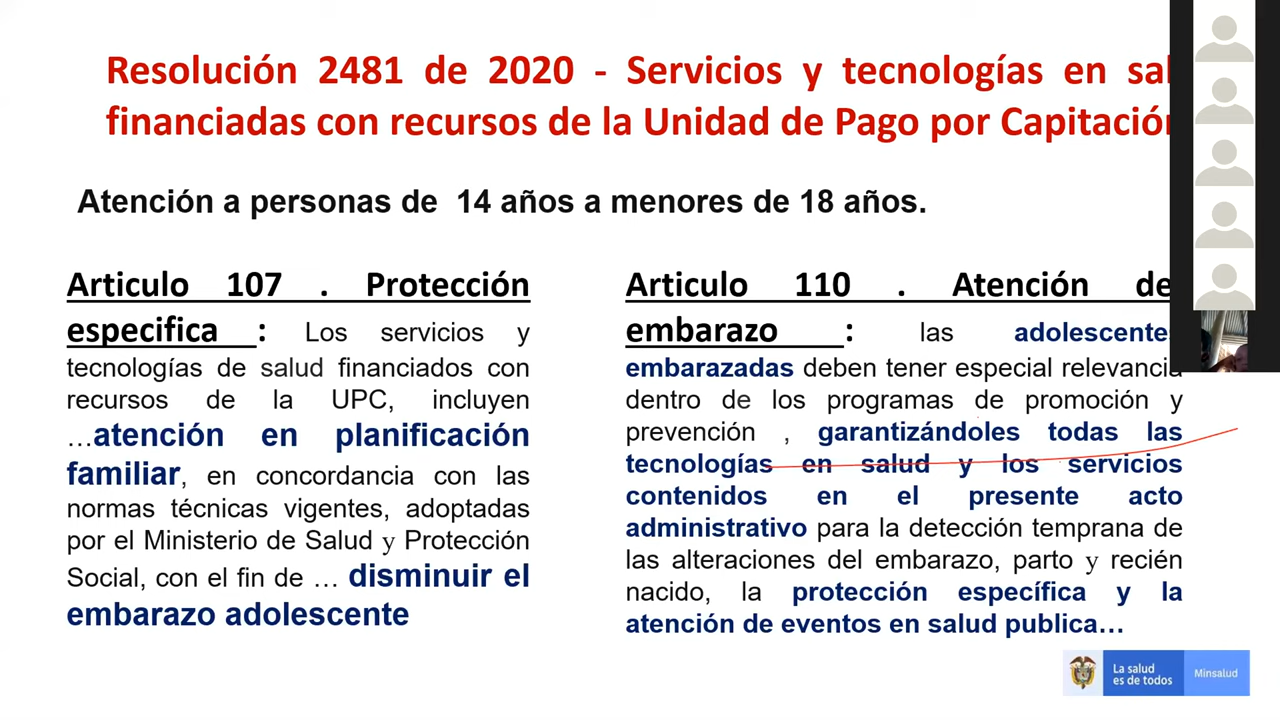 Resolución 2481 de 2020 - Servicios y tecnologías en
financiadas con recursos de la Unidad de Pago por Capitación
Atención a personas de 14 años a menores de 18 años.
Articulo 107 . Protección
especifica : Los servicios y
tecnologías de salud financiados con
recursos de la UPC, incluyen
…atención en planificación
familiar, en concordancia con las
normas técnicas vigentes, adoptadas
por el Ministerio de Salud y Protección
Social, con el fin de … disminuir el
embarazo adolescente
Articulo 110 . Atención de
embarazo : las adolescentes
embarazadas deben tener especial relevancia
dentro de los programas de promoción y
prevención , garantizándoles todas las
tecnologías en salud y los servicios
contenidos en el presente acto
administrativo para la detección temprana de
las alteraciones del embarazo, parto y recién
nacido, la protección específica y la
atención de eventos en salud publica…
La salud
es de todos
Minsalud